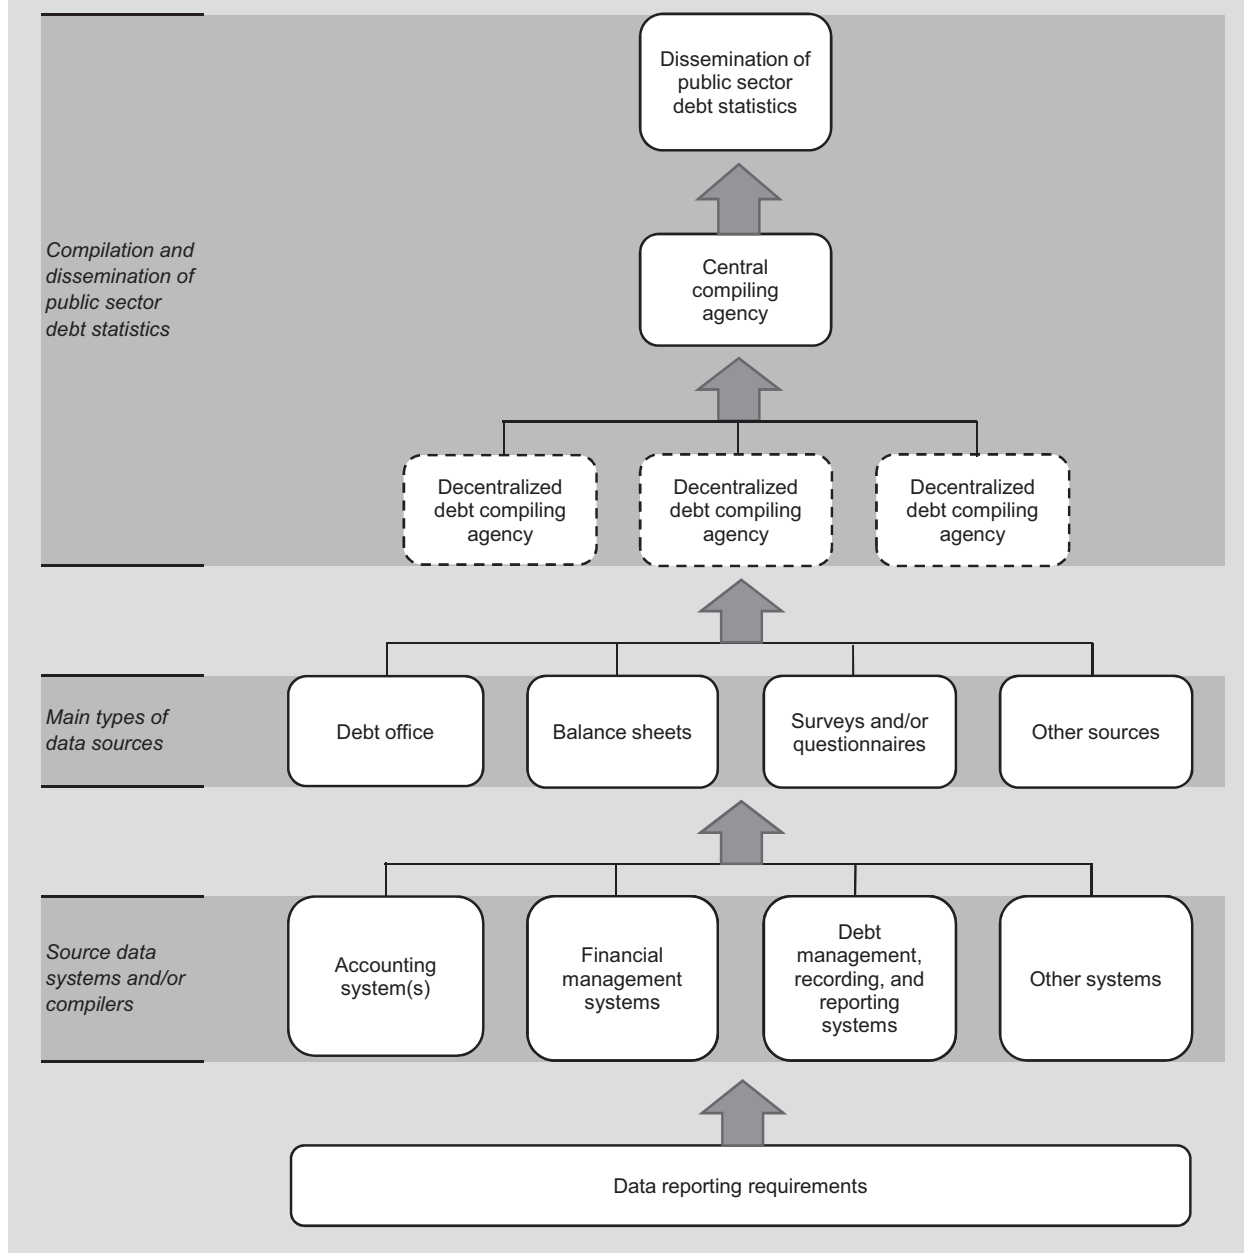 Dissemination of
public sector
debt statistics
Compilation and
dissemination of
public sector
debt statistics
Central
compiling
agency
Decentralized
debt compiling
agency
Decentralized
debt compiling
agency
Decentralized
debt compiling
agency
Main types of
data sources
Debt office
Balance sheets
Surveys and/or
questionnaires
Other sources
Source data
systems and/or
compilers
Accounting
system(s)
Financial
management
systems
Debt
management,
recording, and
reporting
systems
Other systems
Data reporting requirements